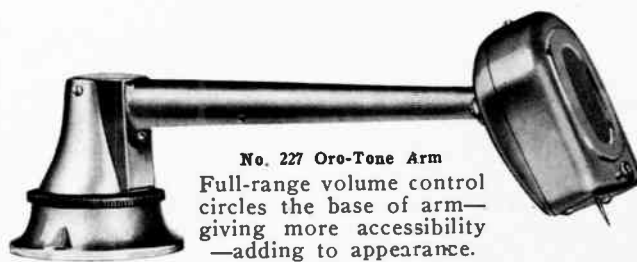 No. 227 Oro-Tone Arm
Full-range volume control
circles the base of arm—
giving more accessibility
—adding to appearance.